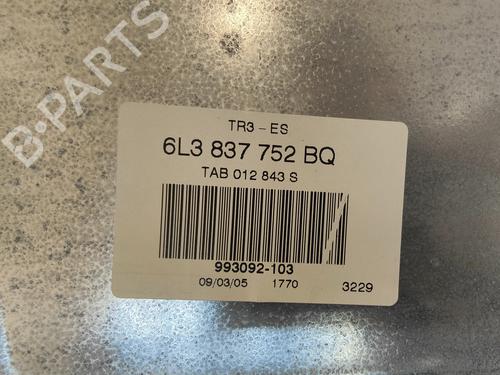 B-PARTS
TR3 - ES
6L3 837 752 BQ
TAB 012 843 S
993092-103
09/03/05 1770 3229